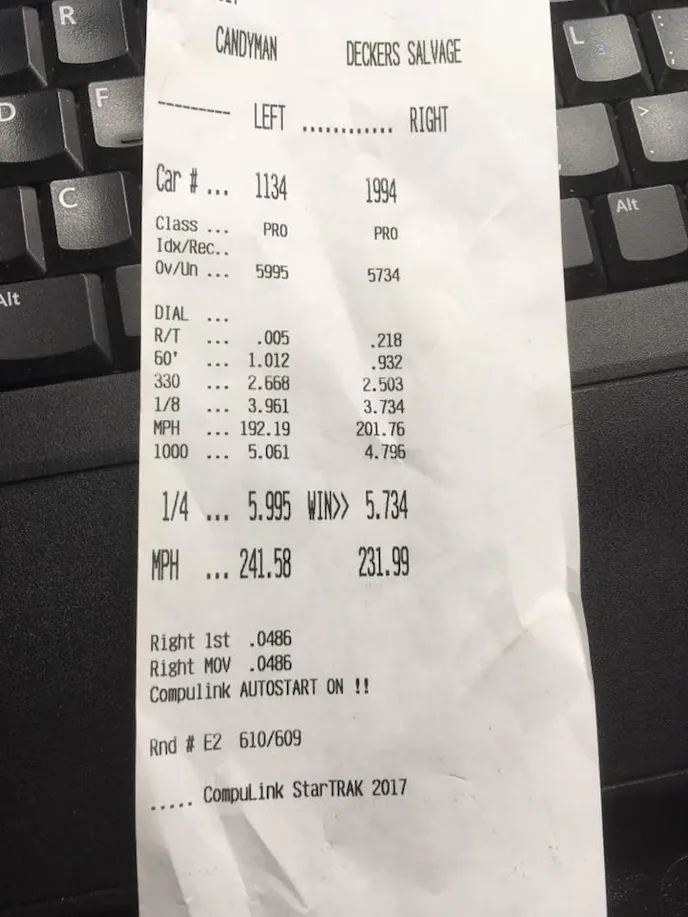 CANDYMAN DECKERS SALVAGE
--------- LEFT ............ RIGHT
Car # ... 1134 1994
Class ... PRO PRO
Idx/Rec..
Ov/Un ... 5995 5734
DIAL ...
R/T ... .005 .218
60' ... 1.012 .932
330 ... 2.668 2.503
1/8 ... 3.961 3.734
MPH ... 192.19 201.76
1000 ... 5.061 4.796
1/4 ... 5.995 WIN>> 5.734
MPH ... 241.58 231.99
Right 1st .0486
Right MOV .0486
Compulink AUTOSTART ON !!
Rnd # E2 610/609
..... CompuLink StarTRAK 2017
R
L
D
F
>
C
Alt
Alt